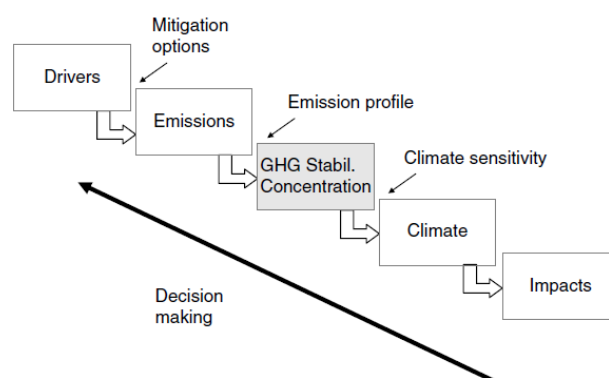 Mitigation
options
Drivers
Emission profile
Emissions
Climate sensitivity
GHG Stabil.
Concentration
Climate
Impacts
Decision
making